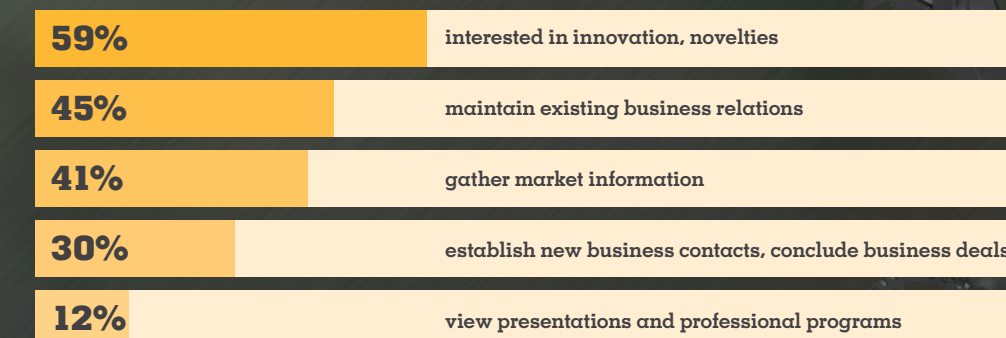 59% interested in innovation, novelties
45% maintain existing business relations
41% gather market information
30% establish new business contacts, conclude business deals
12% view presentations and professional programs